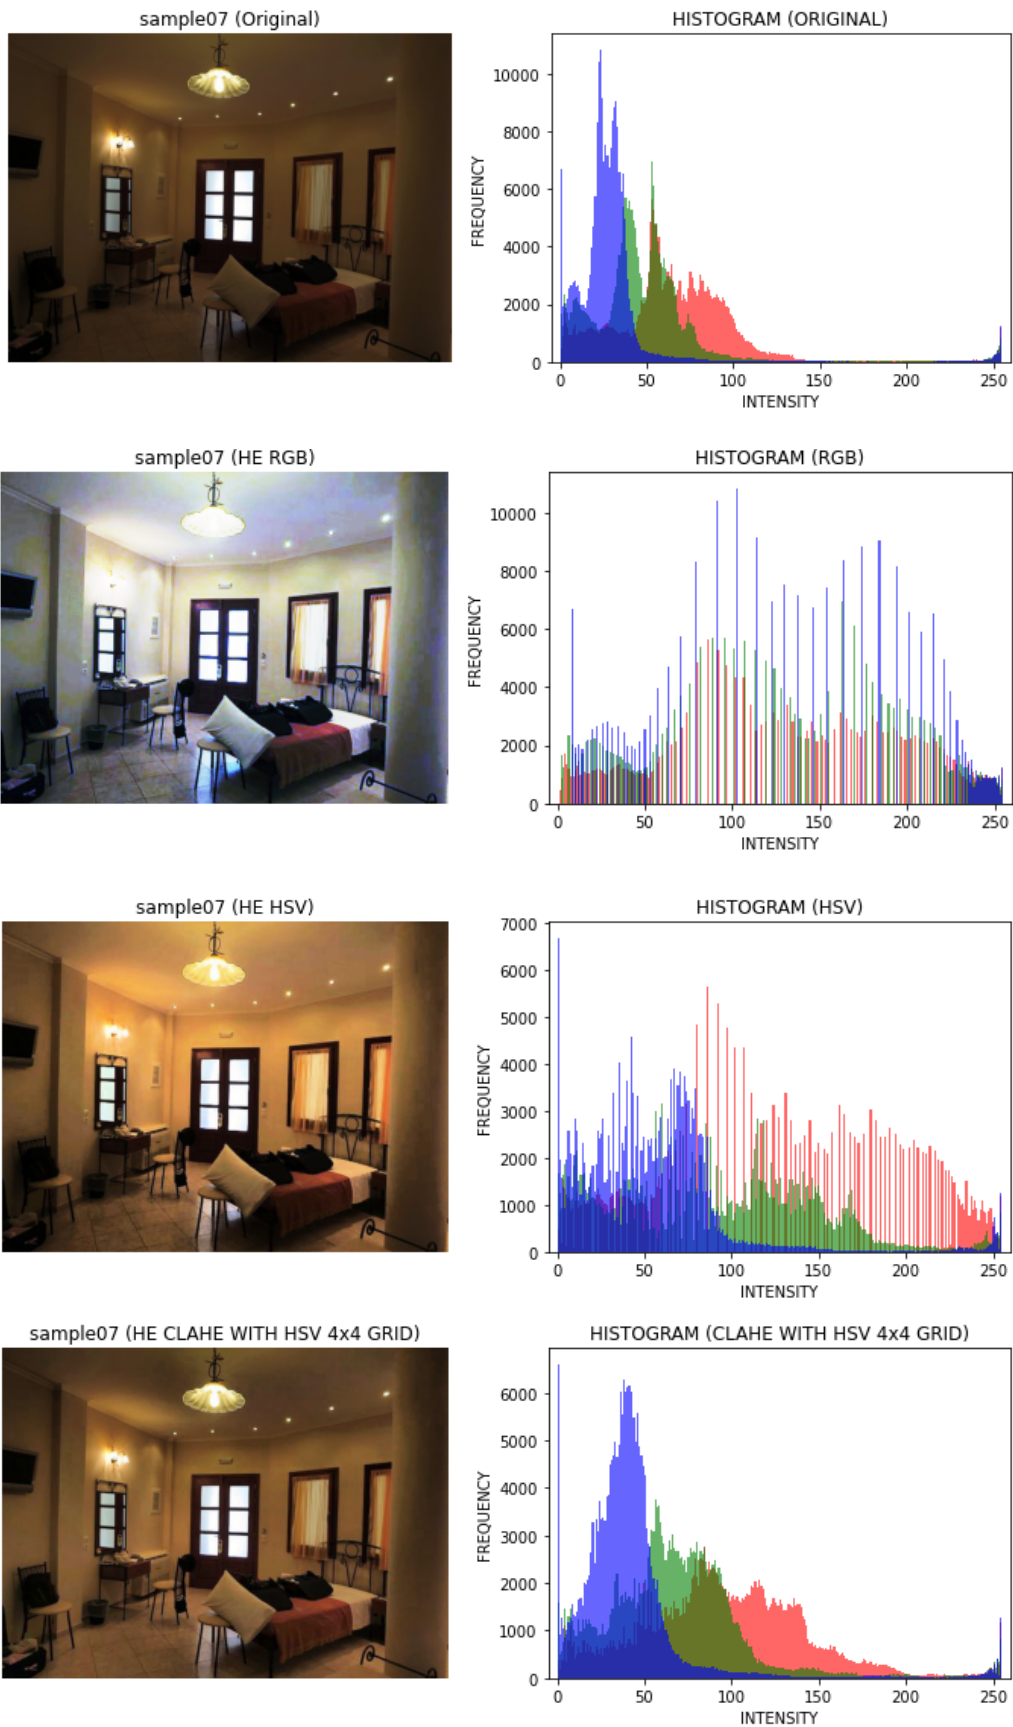 sample07 (Original)
HISTOGRAM (ORIGINAL)
FREQUENCY
10000
8000
6000
4000
2000
0
0 50 100 150 200 250
INTENSITY
sample07 (HE RGB)
HISTOGRAM (RGB)
FREQUENCY
10000
8000
6000
4000
2000
0
0 50 100 150 200 250
INTENSITY
sample07 (HE HSV)
HISTOGRAM (HSV)
FREQUENCY
7000
6000
5000
4000
3000
2000
1000
0
0 50 100 150 200 250
INTENSITY
sample07 (HE CLAHE WITH HSV 4x4 GRID)
HISTOGRAM (CLAHE WITH HSV 4x4 GRID)
FREQUENCY
6000
5000
4000
3000
2000
1000
0
0 50 100 150 200 250
INTENSITY